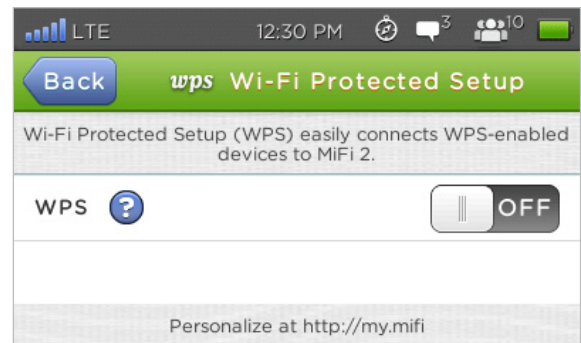 LTE 12:30 PM 3 10
Back wps Wi-Fi Protected Setup
Wi-Fi Protected Setup (WPS) easily connects WPS-enabled
devices to MiFi 2.
WPS ? OFF
Personalize at http://my.mifi